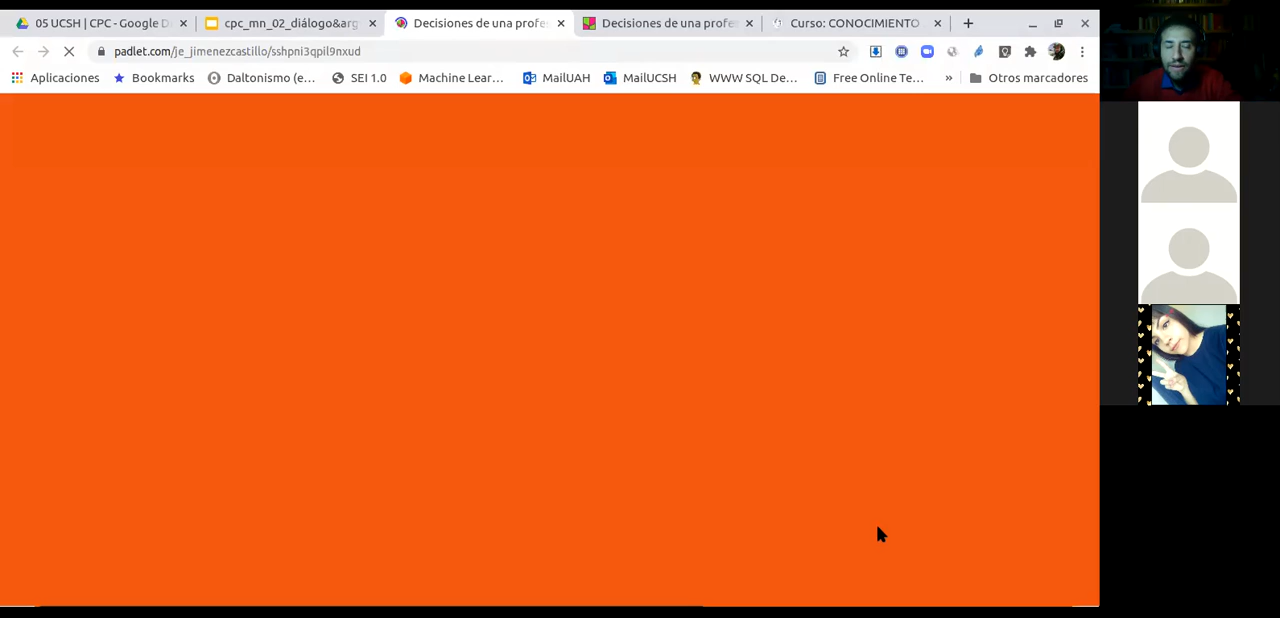 05 UCSH | CPC - Google D
cpc_mn_02_diálogo&arg
Decisiones de una profe
Decisiones de una profe
Curso: CONOCIMIENTO
padlet.com/je_jimenezcastillo/sshpni3qpil9nxud
Aplicaciones
Bookmarks
Daltonismo (e...
SEI 1.0
Machine Lear...
MailUAH
MailUCSH
WWW SQL De...
Free Online Te...
»
Otros marcadores